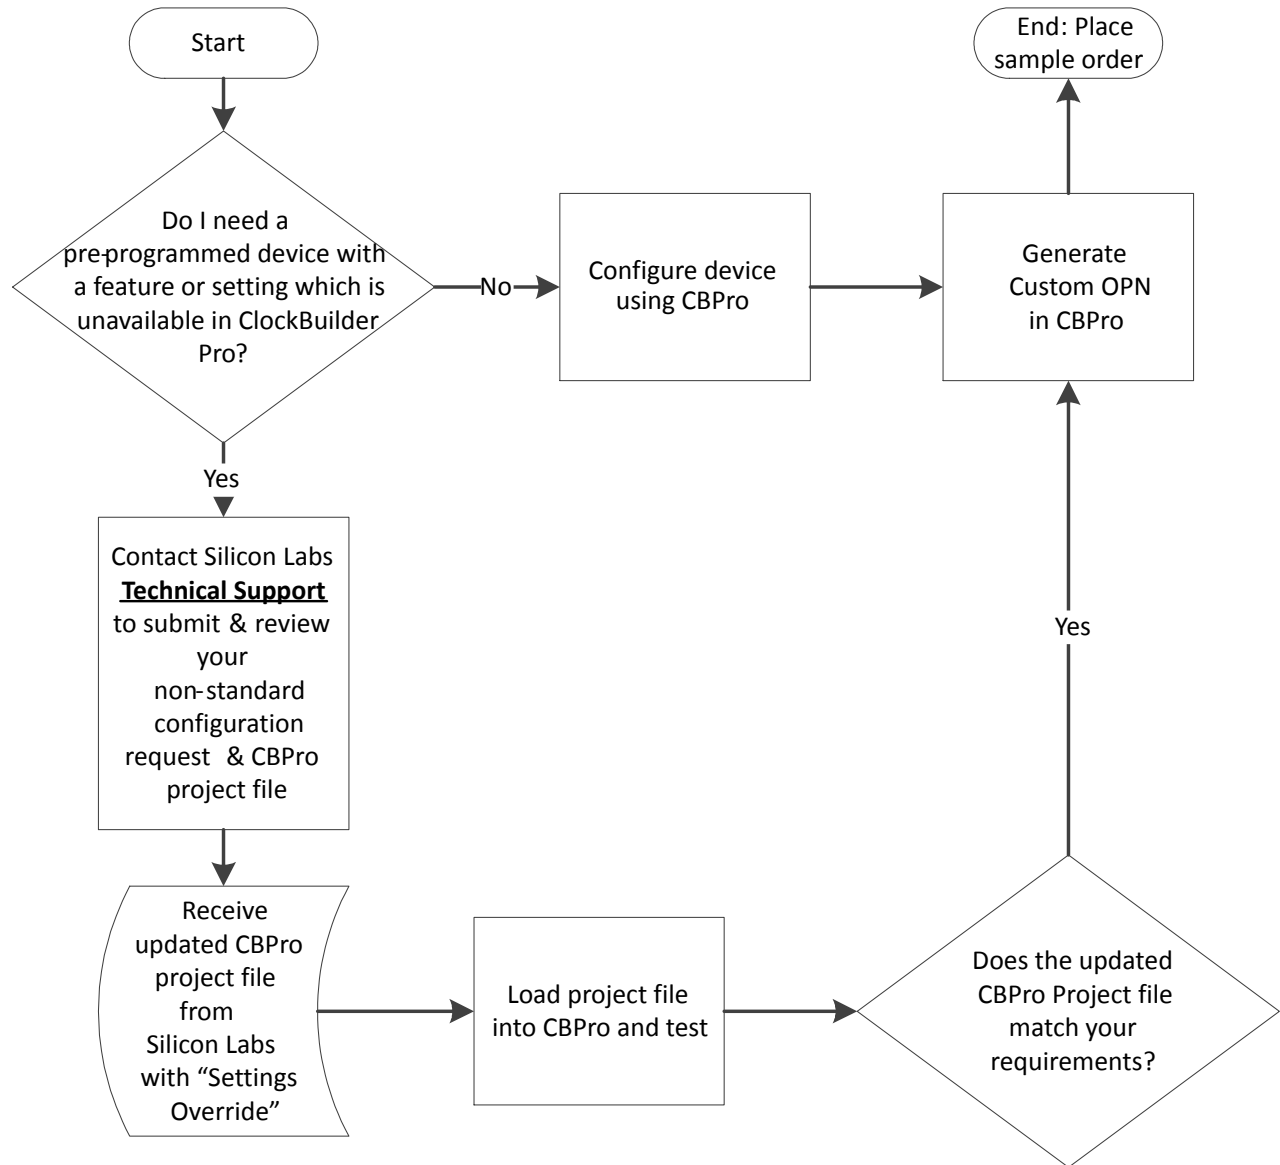 Start
End: Place
sample order
Do I need a
pre-programmed device with
a feature or setting which is
unavailable in ClockBuilder
Pro?
No
Configure device
using CBPro
Generate
Custom OPN
in CBPro
Yes
Contact Silicon Labs
Technical Support
to submit & review
your
non-standard
configuration
request & CBPro
project file
Yes
Receive
updated CBPro
project file
from
Silicon Labs
with “Settings
Override”
Load project file
into CBPro and test
Does the updated
CBPro Project file
match your
requirements?